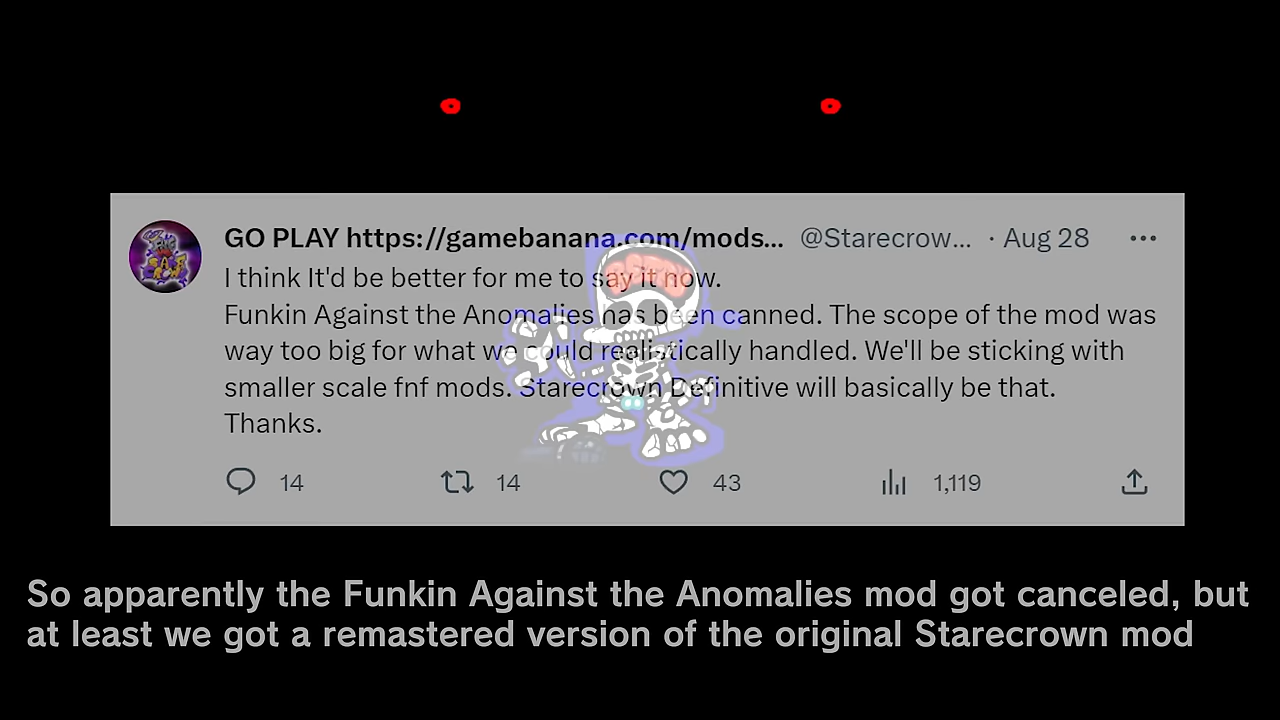 GO PLAY https://gamebanana.com/mods... @Starecrow... · Aug 28 ...
I think It'd be better for me to say it now.
Funkin Against the Anomalies has been canned. The scope of the mod was
way too big for what we could realistically handled. We'll be sticking with
smaller scale fnf mods. Starecrown Definitive will basically be that.
Thanks.
14 14 43 1,119
So apparently the Funkin Against the Anomalies mod got canceled, but
at least we got a remastered version of the original Starecrown mod